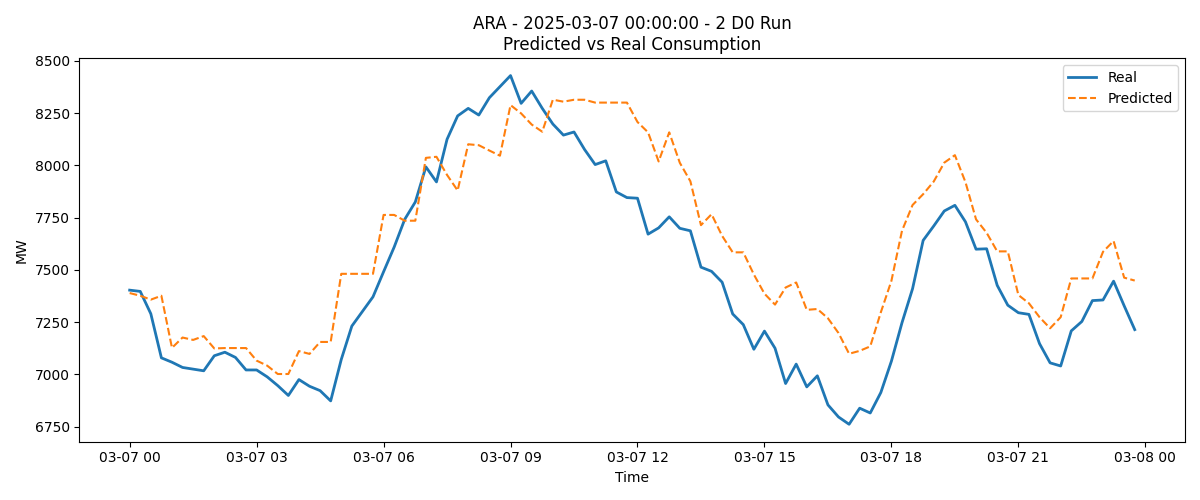 ARA - 2025-03-07 00:00:00 - 2 D0 Run
Predicted vs Real Consumption
8500
8250
8000
7750
7500
7250
7000
6750
MW
Real
Predicted
03-07 00 03-07 03 03-07 06 03-07 09 03-07 12 03-07 15 03-07 18 03-07 21 03-08 00
Time